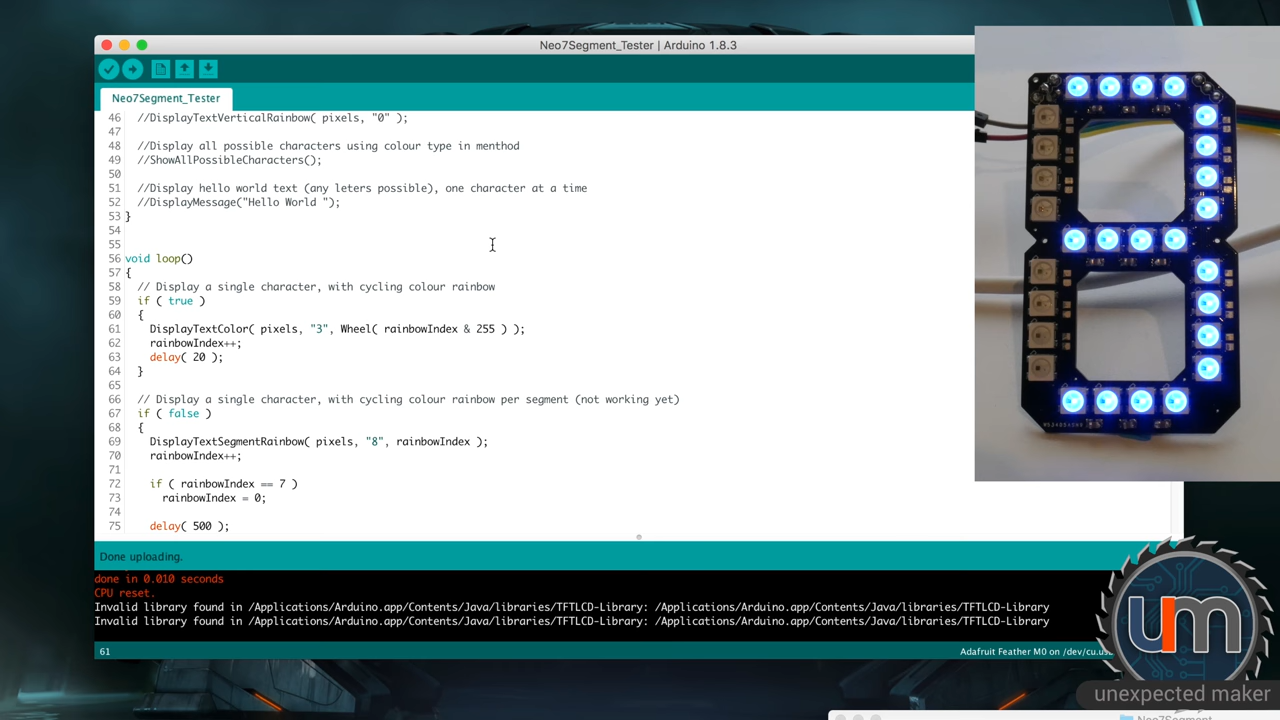 Neo7Segment_Tester | Arduino 1.8.3
Neo7Segment_Tester
46 //DisplayTextVerticalRainbow( pixels, "0" );
47
48 //Display all possible characters using colour type in menthod
49 //ShowAllPossibleCharacters();
50
51 //Display hello world text (any leters possible), one character at a time
52 //DisplayMessage("Hello World ");
53 }
54
55
56 void loop()
57 {
58 // Display a single character, with cycling colour rainbow
59 if ( true )
60 {
61 DisplayTextColor( pixels, "3", Wheel( rainbowIndex & 255 ) );
62 rainbowIndex++;
63 delay( 20 );
64 }
65
66 // Display a single character, with cycling colour rainbow per segment (not working yet)
67 if ( false )
68 {
69 DisplayTextSegmentRainbow( pixels, "8", rainbowIndex );
70 rainbowIndex++;
71
72 if ( rainbowIndex == 7 )
73 rainbowIndex = 0;
74
75 delay( 500 );
Done uploading.
done in 0.010 seconds
CPU reset.
Invalid library found in /Applications/Arduino.app/Contents/Java/libraries/TFTLCD-Library: /Applications/Arduino.app/Contents/Java/libraries/TFTLCD-Library
Invalid library found in /Applications/Arduino.app/Contents/Java/libraries/TFTLCD-Library: /Applications/Arduino.app/Contents/Java/libraries/TFTLCD-Library
61 Adafruit Feather M0 on /dev/cu.us
um
unexpected maker
Neo7Segment